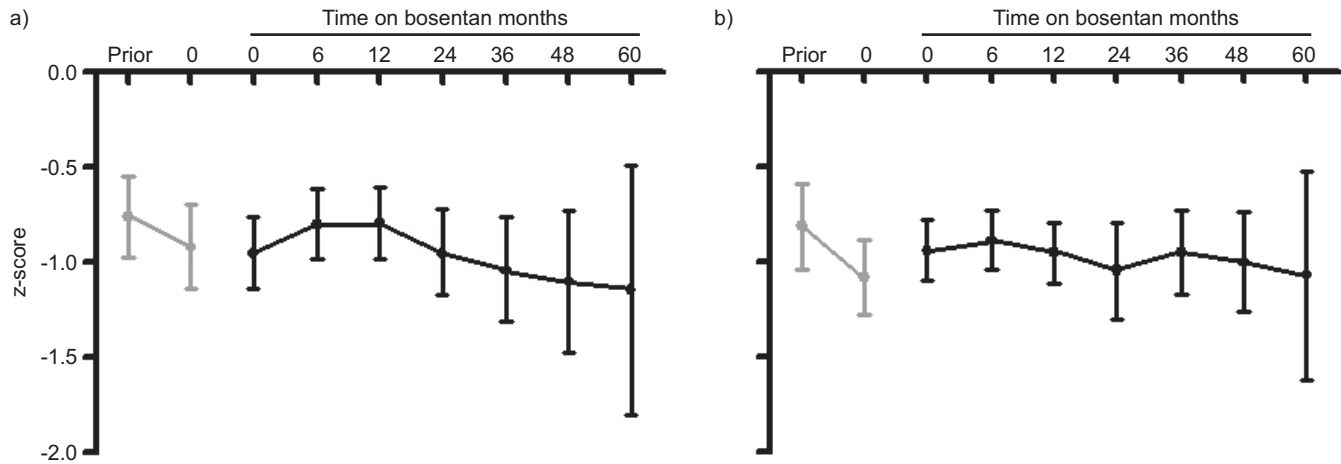 a)
Time on bosentan months
Prior 0 0 6 12 24 36 48 60
0.0
-0.5
-1.0
-1.5
-2.0
z-score
b)
Time on bosentan months
Prior 0 0 6 12 24 36 48 60